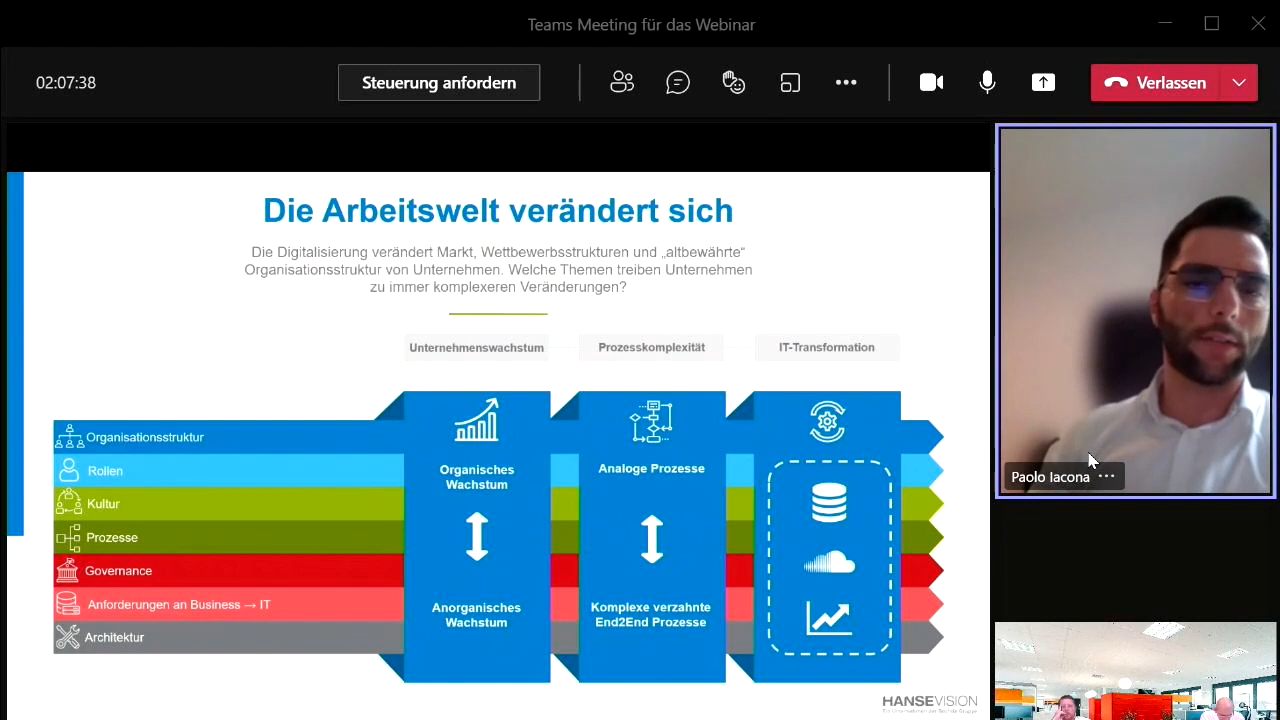 Teams Meeting für das Webinar
02:07:38
Steuerung anfordern
Verlassen
Die Arbeitswelt verändert sich
Die Digitalisierung verändert Markt, Wettbewerbsstrukturen und „altbewährte“
Organisationsstruktur von Unternehmen. Welche Themen treiben Unternehmen
zu immer komplexeren Veränderungen?
Unternehmenswachstum
Prozesskomplexität
IT-Transformation
Organisationsstruktur
Rollen
Kultur
Prozesse
Governance
Anforderungen an Business → IT
Architektur
Organisches
Wachstum
Anorganisches
Wachstum
Analoge Prozesse
Komplexe verzahnte
End2End Prozesse
Paolo Iacona
HANSEVISION